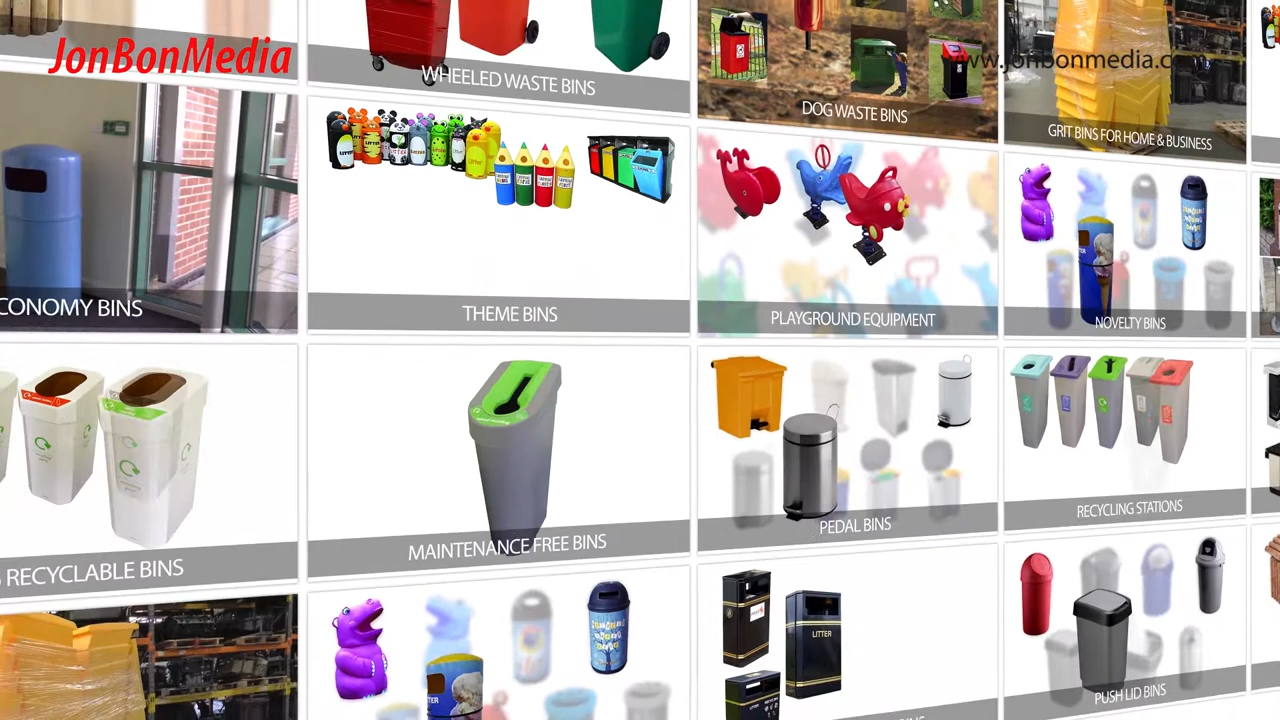 JonBonMedia
www.jonbonmedia.c
WHEELED WASTE BINS
DOG WASTE BINS
GRIT BINS FOR HOME & BUSINESS
CONOMY BINS
THEME BINS
PLAYGROUND EQUIPMENT
NOVELTY BINS
RECYCLABLE BINS
MAINTENANCE FREE BINS
PEDAL BINS
RECYCLING STATIONS
LITTER
PUSH LID BINS